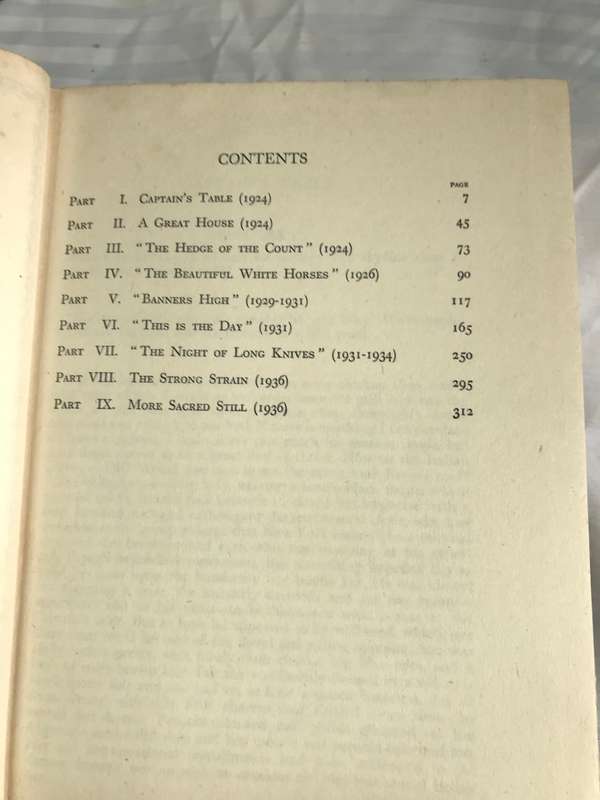 CONTENTS
PAGE
PART I. CAPTAIN'S TABLE (1924) 7
PART II. A GREAT HOUSE (1924) 45
PART III. "THE HEDGE OF THE COUNT" (1924) 73
PART IV. "THE BEAUTIFUL WHITE HORSES" (1926) 90
PART V. "BANNERS HIGH" (1929-1931) 117
PART VI. "THIS IS THE DAY" (1931) 165
PART VII. "THE NIGHT OF LONG KNIVES" (1931-1934) 250
PART VIII. THE STRONG STRAIN (1936) 295
PART IX. MORE SACRED STILL (1936) 312